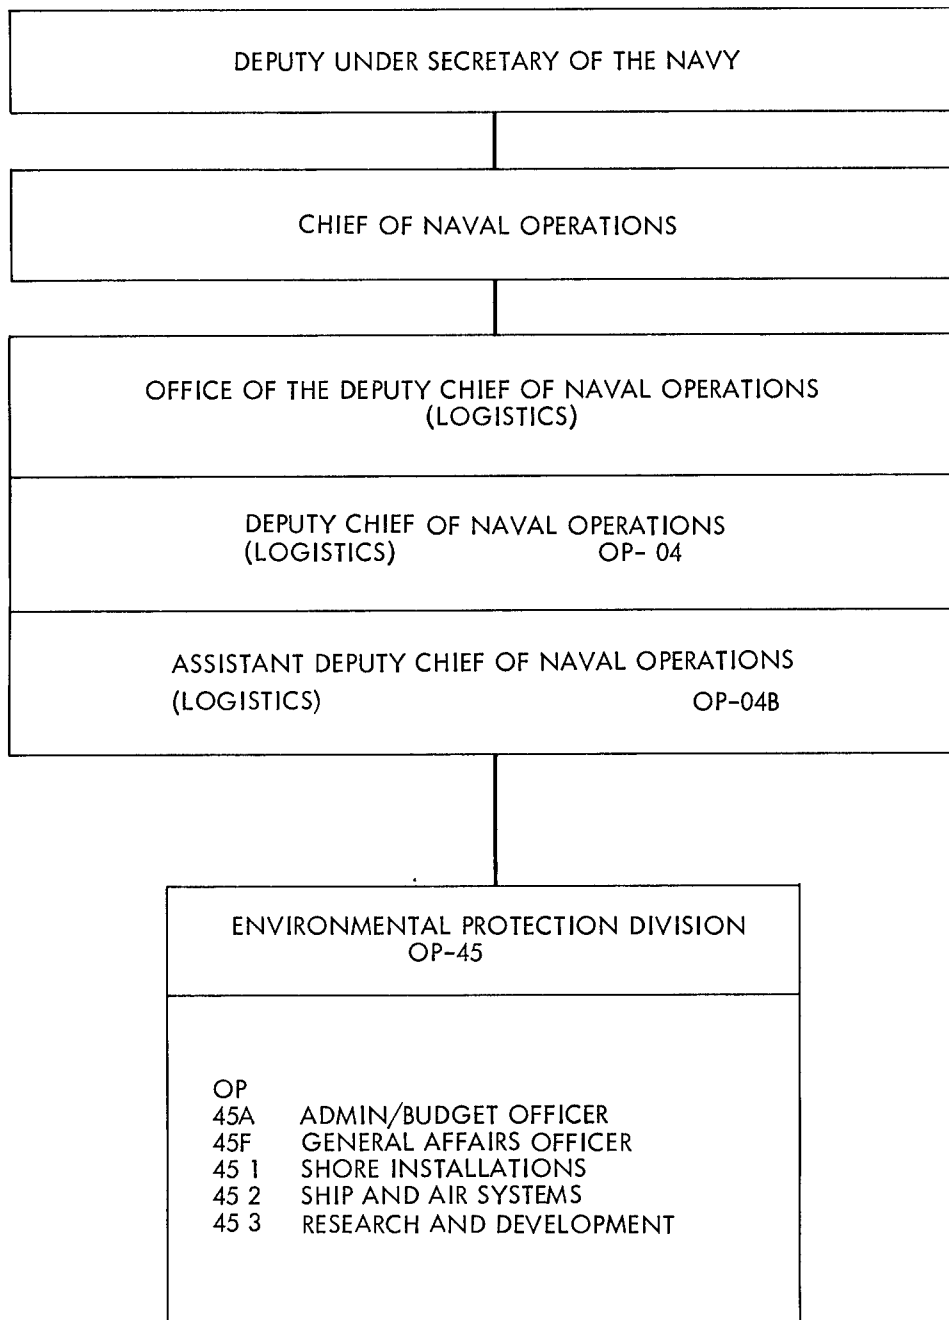 DEPUTY UNDER SECRETARY OF THE NAVY
CHIEF OF NAVAL OPERATIONS
OFFICE OF THE DEPUTY CHIEF OF NAVAL OPERATIONS
(LOGISTICS)
DEPUTY CHIEF OF NAVAL OPERATIONS
(LOGISTICS) OP- 04
ASSISTANT DEPUTY CHIEF OF NAVAL OPERATIONS
(LOGISTICS) OP-04B
ENVIRONMENTAL PROTECTION DIVISION
OP-45
OP
45A ADMIN/BUDGET OFFICER
45F GENERAL AFFAIRS OFFICER
45 1 SHORE INSTALLATIONS
45 2 SHIP AND AIR SYSTEMS
45 3 RESEARCH AND DEVELOPMENT